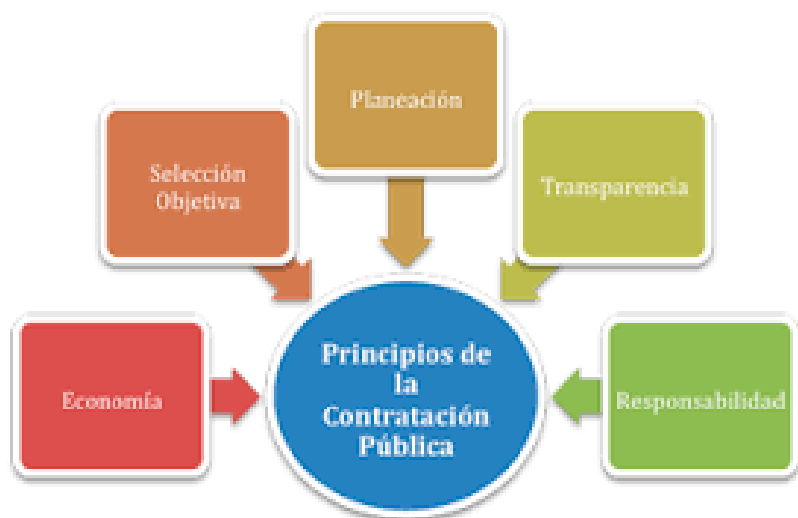 Planeación
Selección
Objetiva
Transparencia
Economía
Principios de
la
Contratación
Pública
Responsabilidad